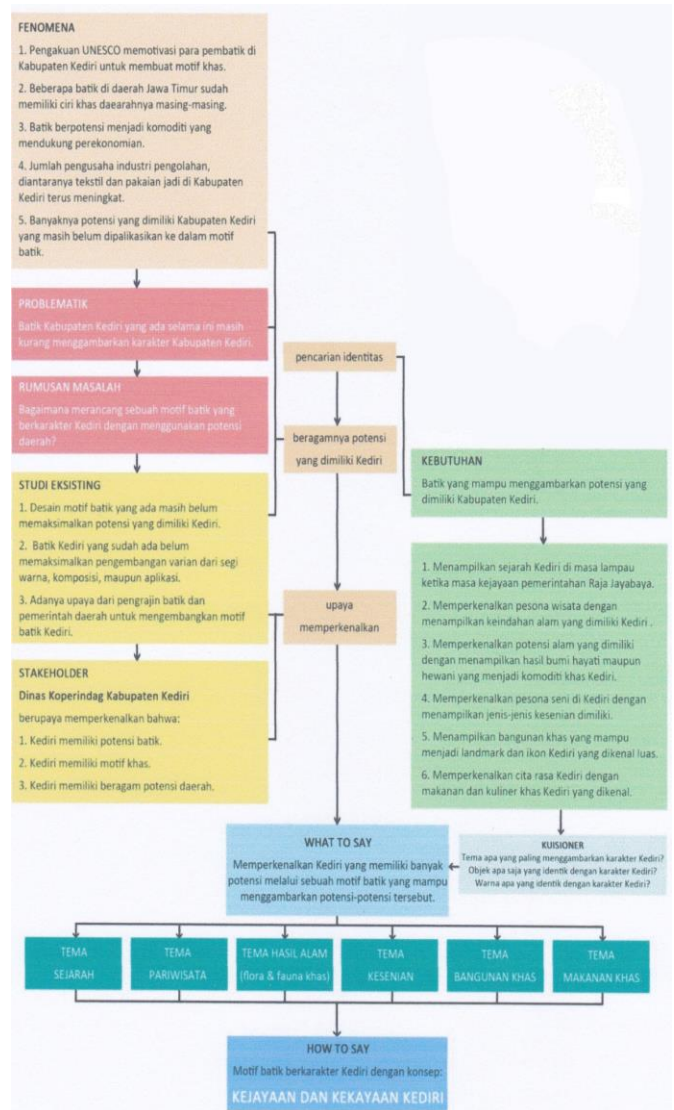 FENOMENA
1. Pengakuan UNESCO memotivasi para pembatik di
Kabupaten Kediri untuk membuat motif khas.
2. Beberapa batik di daerah Jawa Timur sudah
memiliki ciri khas daearahnya masing-masing.
3. Batik berpotensi menjadi komoditi yang
mendukung perekonomian.
4. Jumlah pengusaha industri pengolahan,
diantaranya tekstil dan pakaian jadi di Kabupaten
Kediri terus meningkat.
5. Banyaknya potensi yang dimiliki Kabupaten Kediri
yang masih belum dipalikasikan ke dalam motif
batik.
PROBLEMATIK
Batik Kabupaten Kediri yang ada selama ini masih
kurang menggambarkan karakter Kabupaten Kediri.
RUMUSAN MASALAH
Bagaimana merancang sebuah motif batik yang
berkarakter Kediri dengan menggunakan potensi
daerah?
STUDI EKSISTING
1. Desain motif batik yang ada masih belum
memaksimalkan potensi yang dimiliki Kediri.
2. Batik Kediri yang sudah ada belum
memaksimalkan pengembangan varian dari segi
warna, komposisi, maupun aplikasi.
3. Adanya upaya dari pengrajin batik dan
pemerintah daerah untuk mengembangkan motif
batik Kediri.
STAKEHOLDER
Dinas Koperindag Kabupaten Kediri
berupaya memperkenalkan bahwa:
1. Kediri memiliki potensi batik.
2. Kediri memiliki motif khas.
3. Kediri memiliki beragam potensi daerah.
pencarian identitas
beragamnya potensi
yang dimiliki Kediri
upaya
memperkenalkan
KEBUTUHAN
Batik yang mampu menggambarkan potensi yang
dimiliki Kabupaten Kediri.
1. Menampilkan sejarah Kediri di masa lampau
ketika masa kejayaan pemerintahan Raja Jayabaya.
2. Memperkenalkan pesona wisata dengan
menampilkan keindahan alam yang dimiliki Kediri .
3. Memperkenalkan potensi alam yang dimiliki
dengan menampilkan hasil bumi hayati maupun
hewani yang menjadi komoditi khas Kediri.
4. Memperkenalkan pesona seni di Kediri dengan
menampilkan jenis-jenis kesenian dimiliki.
5. Menampilkan bangunan khas yang mampu
menjadi landmark dan ikon Kediri yang dikenal luas.
6. Memperkenalkan cita rasa Kediri dengan
makanan dan kuliner khas Kediri yang dikenal.
WHAT TO SAY
Memperkenalkan Kediri yang memiliki banyak
potensi melalui sebuah motif batik yang mampu
menggambarkan potensi-potensi tersebut.
KUISIONER
Tema apa yang paling menggambarkan karakter Kediri?
Objek apa saja yang identik dengan karakter Kediri?
Warna apa yang identik dengan karakter Kediri?
TEMA
SEJARAH
TEMA
PARIWISATA
TEMA HASIL ALAM
(flora & fauna khas)
TEMA
KESENIAN
TEMA
BANGUNAN KHAS
TEMA
MAKANAN KHAS
HOW TO SAY
Motif batik berkarakter Kediri dengan konsep:
KEJAYAAN DAN KEKAYAAN KEDIRI